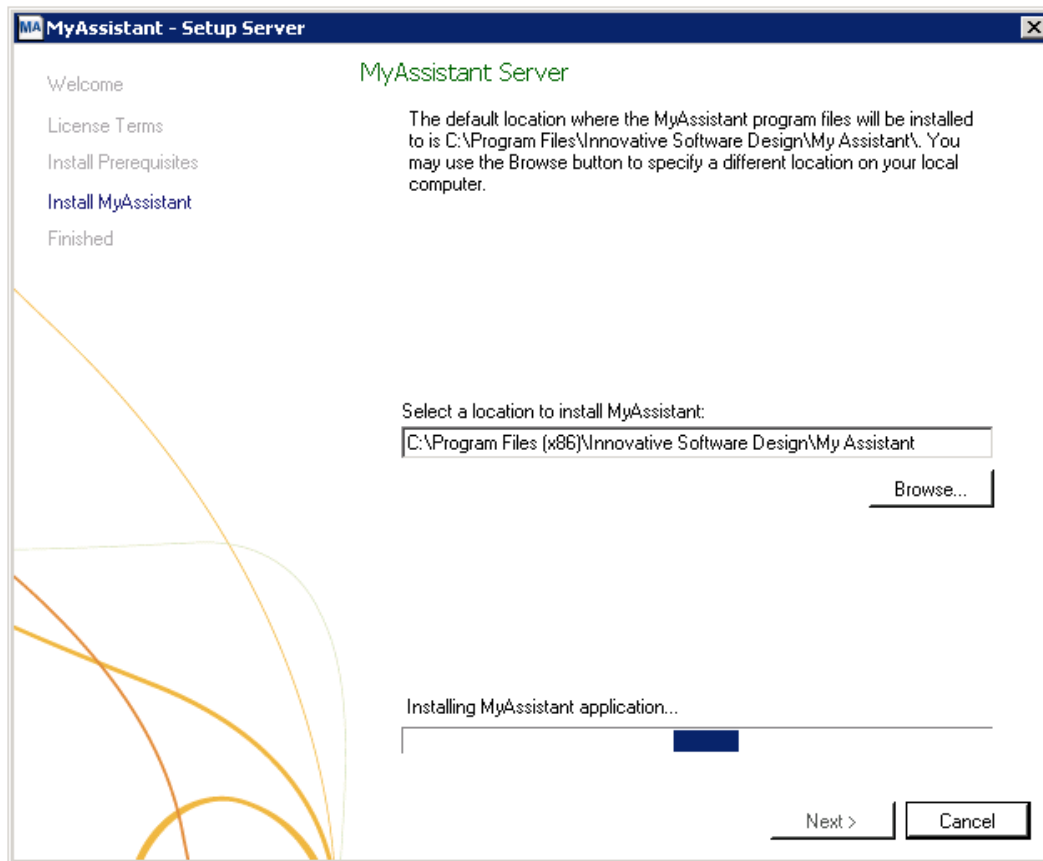 MA MyAssistant - Setup Server
Welcome
License Terms
Install Prerequisites
Install MyAssistant
Finished
MyAssistant Server
The default location where the MyAssistant program files will be installed
to is C:\Program Files\Innovative Software Design\My Assistant\. You
may use the Browse button to specify a different location on your local
computer.
Select a location to install MyAssistant:
C:\Program Files (x86)\Innovative Software Design\My Assistant
Browse...
Installing MyAssistant application...
Next >
Cancel